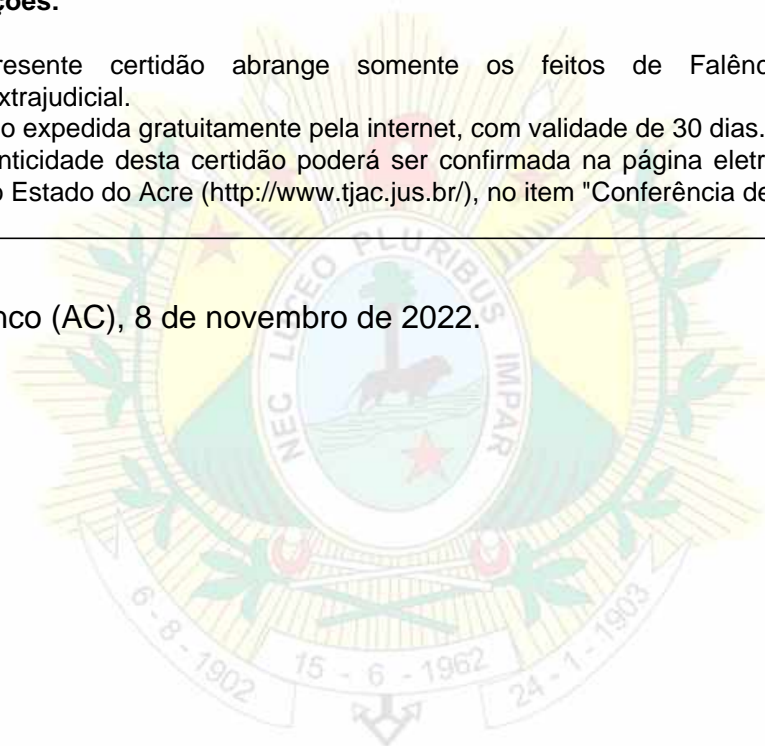 ções:
resente certidão abrange somente os feitos de Falênc
xtrajudicial.
o expedida gratuitamente pela internet, com validade de 30 dias.
nticidade desta certidão poderá ser confirmada na página eletr
o Estado do Acre (http://www.tjac.jus.br/), no item "Conferência de
nco (AC), 8 de novembro de 2022.
NEC LUCEO PLURIBUS IMPAR
6 - 8 - 1902
15 - 6 - 1962
24 - 1 - 1903